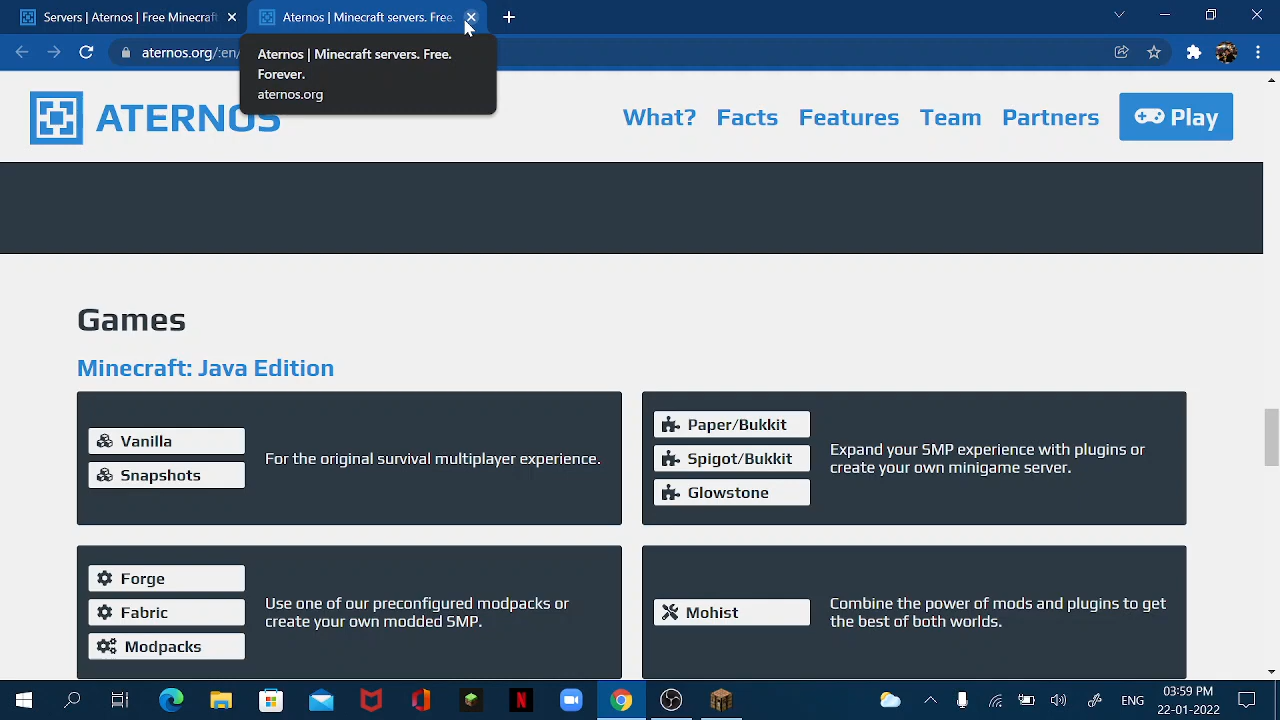 Servers | Aternos | Free Minecraft
Aternos | Minecraft servers. Free.
aternos.org/:en/
Aternos | Minecraft servers. Free.
Forever.
aternos.org
ATERNOS
What?
Facts
Features
Team
Partners
Play
Games
Minecraft: Java Edition
Vanilla
Snapshots
For the original survival multiplayer experience.
Paper/Bukkit
Spigot/Bukkit
Glowstone
Expand your SMP experience with plugins or
create your own minigame server.
Forge
Fabric
Modpacks
Use one of our preconfigured modpacks or
create your own modded SMP.
Mohist
Combine the power of mods and plugins to get
the best of both worlds.
ENG
03:59 PM
22-01-2022